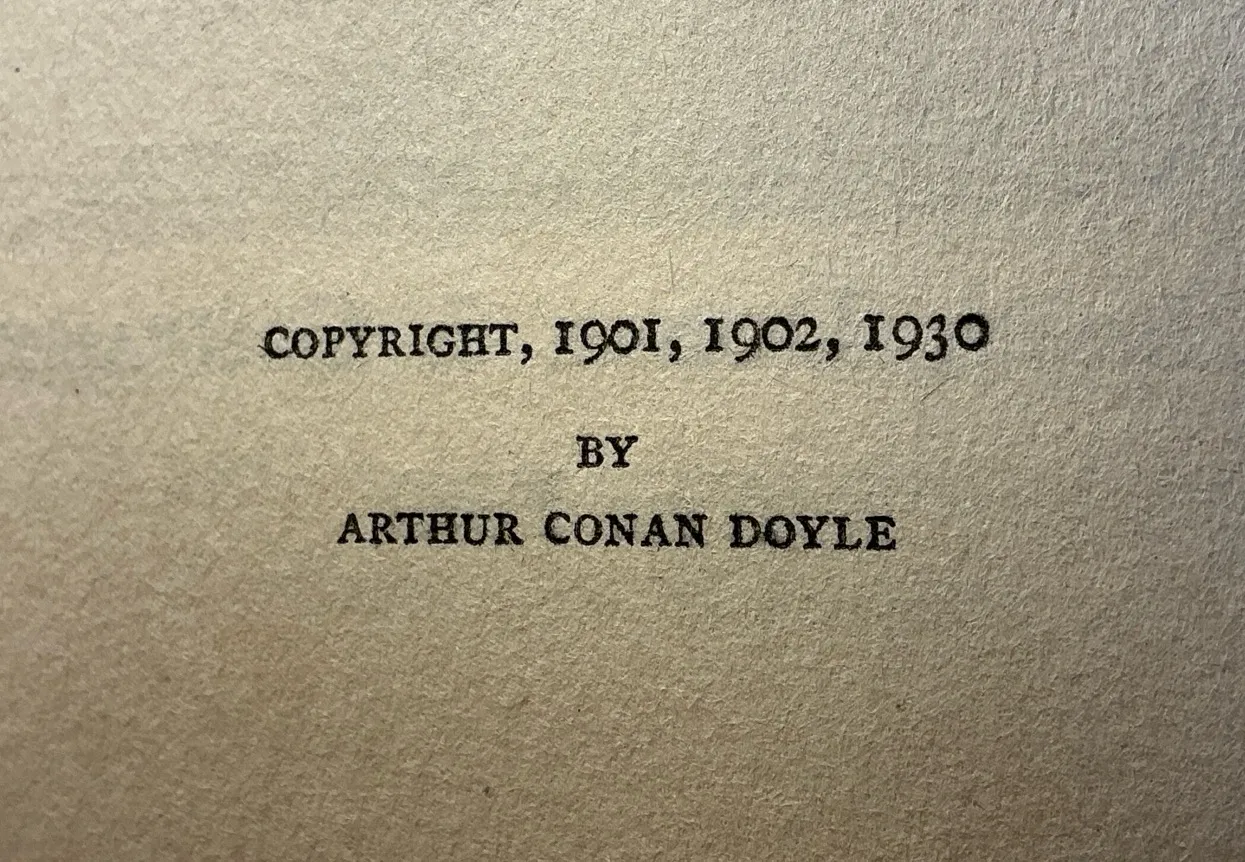 COPYRIGHT, 1901, 1902, 1930
BY
ARTHUR CONAN DOYLE